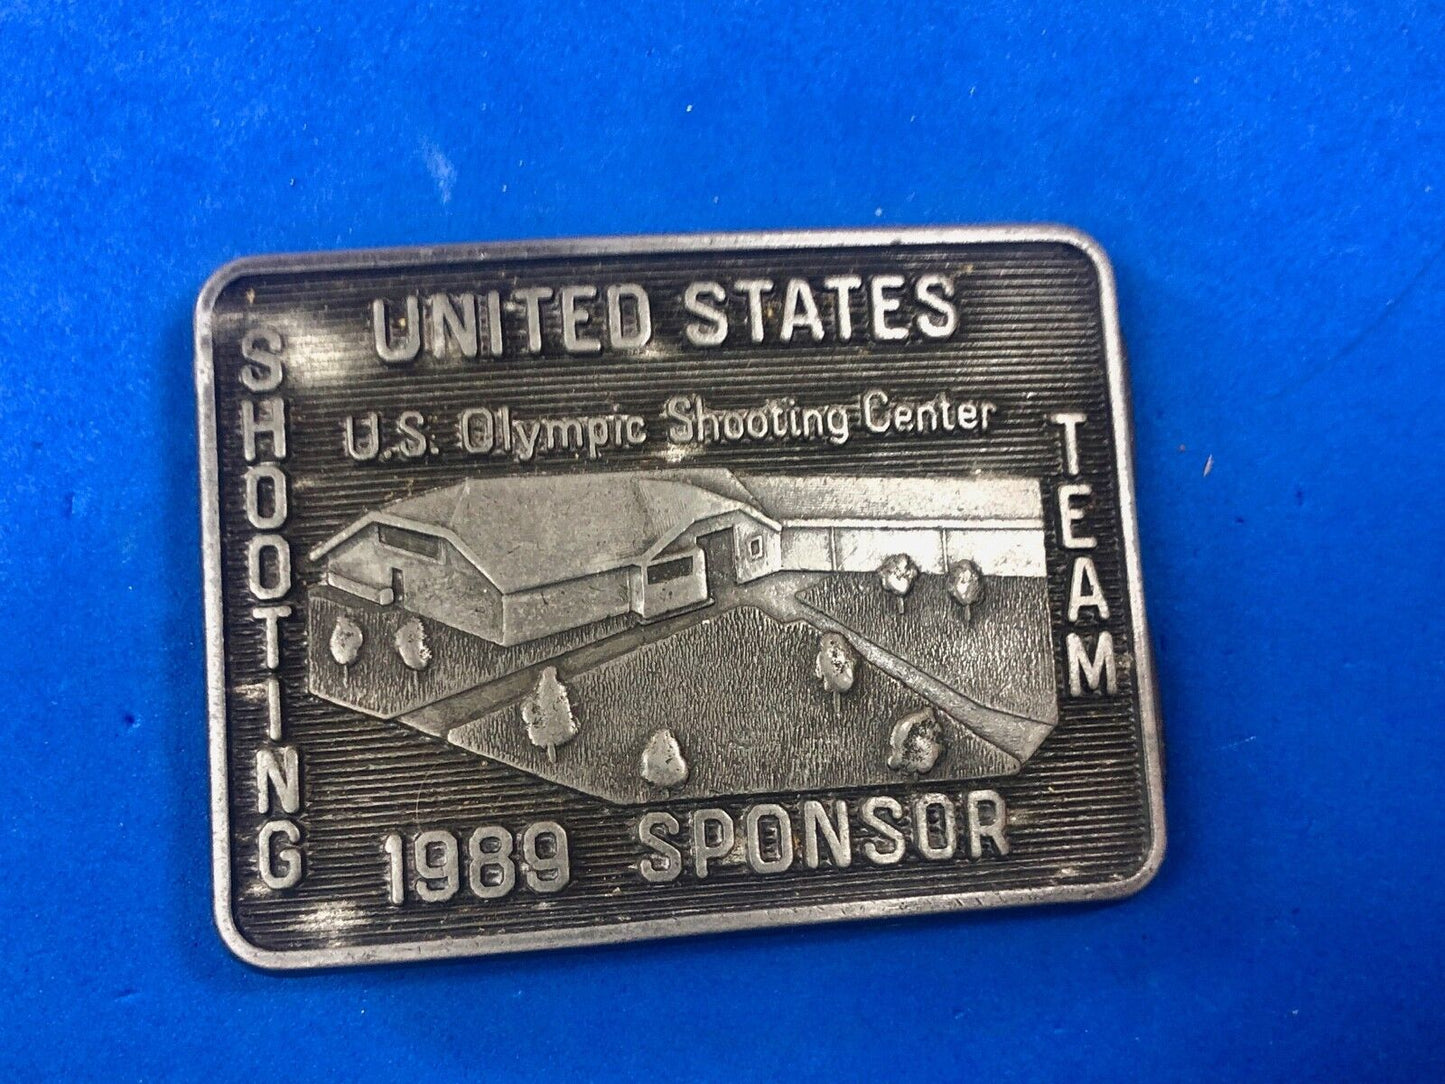 UNITED STATES
SHOOTING
TEAM
U.S. Olympic Shooting Center
1989 SPONSOR